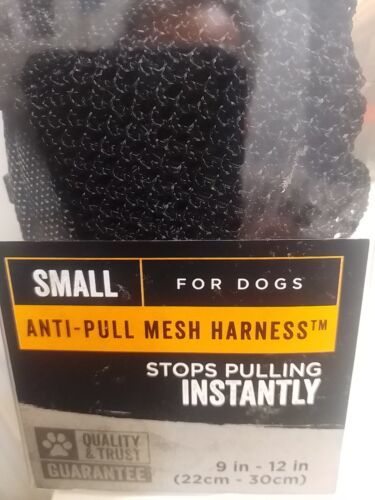 SMALL
FOR DOGS
ANTI-PULL MESH HARNESS™
STOPS PULLING
INSTANTLY
QUALITY
& TRUST
GUARANTEE
9 in - 12 in
(22cm - 30cm)